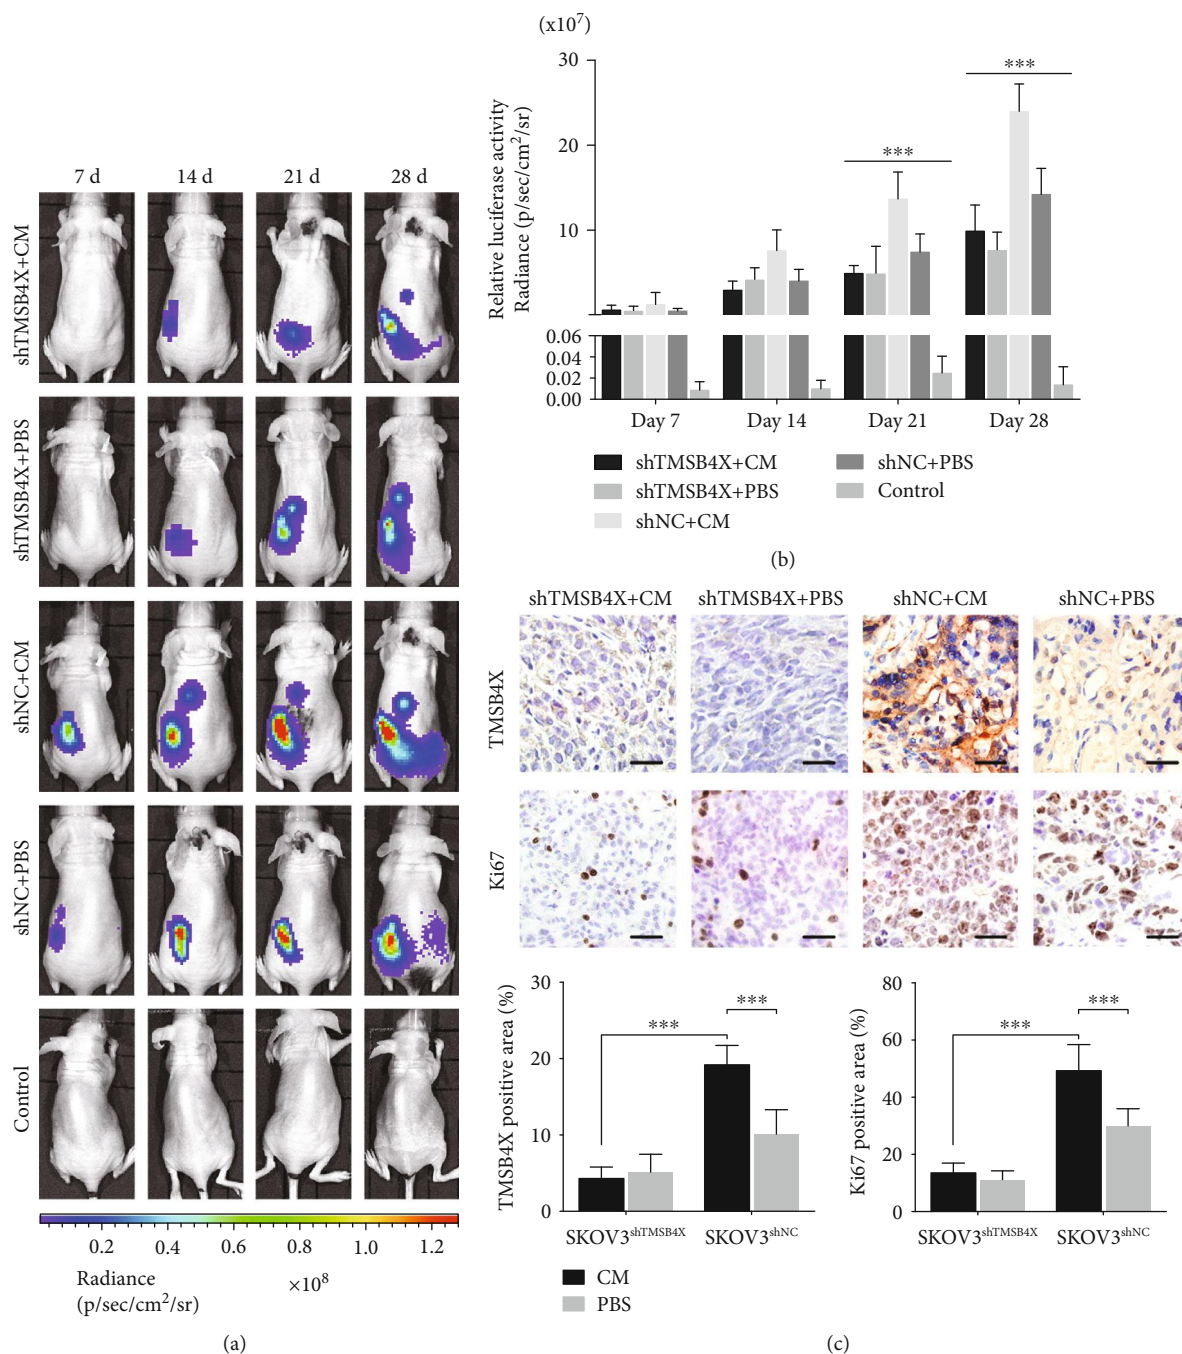 7 d 14 d 21 d 28 d
shTMSB4X+CM
shTMSB4X+PBS
shNC+CM
shNC+PBS
Control
0.2 0.4 0.6 0.8 1.0 1.2
Radiance
(p/sec/cm²/sr)
×10⁸
(a)
(x10⁷)
Relative luciferase activity
Radiance (p/sec/cm²/sr)
30
20
10
0.06
0.04
0.02
0.00
***
***
Day 7 Day 14 Day 21 Day 28
shTMSB4X+CM
shTMSB4X+PBS
shNC+CM
shNC+PBS
Control
(b)
shTMSB4X+CM shTMSB4X+PBS shNC+CM shNC+PBS
TMSB4X
Ki67
TMSB4X positive area (%)
30
20
10
0
***
***
SKOV3shTMSB4X SKOV3shNC
CM
PBS
Ki67 positive area (%)
80
60
40
20
0
***
***
SKOV3shTMSB4X SKOV3shNC
(c)